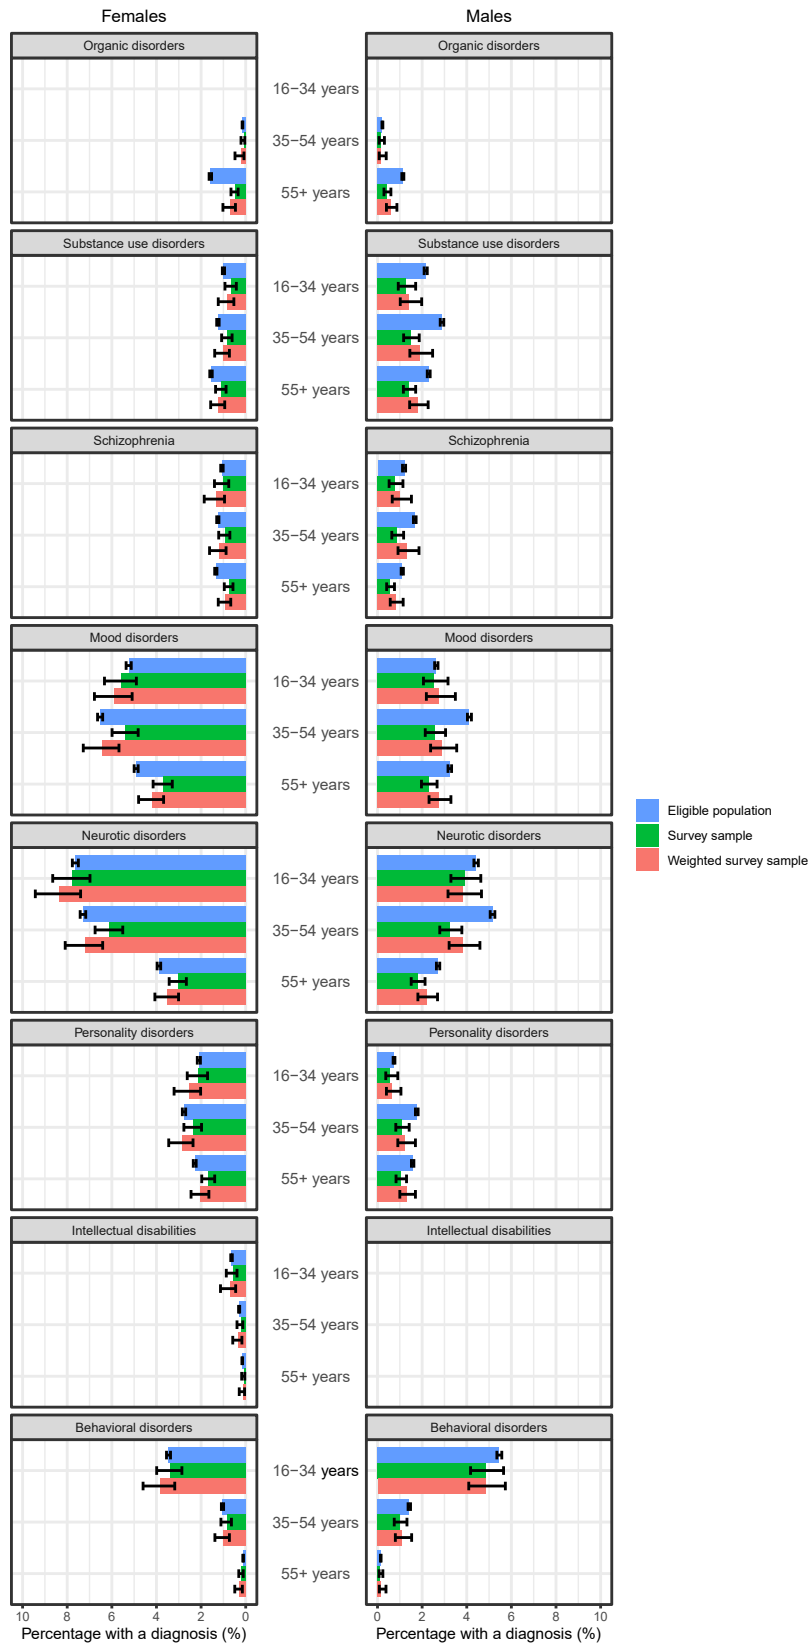 Females Males
Organic disorders Organic disorders
16−34 years
35−54 years
55+ years
Substance use disorders Substance use disorders
16−34 years
35−54 years
55+ years
Schizophrenia Schizophrenia
16−34 years
35−54 years
55+ years
Mood disorders Mood disorders
16−34 years
35−54 years
55+ years
Eligible population
Survey sample
Weighted survey sample
Neurotic disorders Neurotic disorders
16−34 years
35−54 years
55+ years
Personality disorders Personality disorders
16−34 years
35−54 years
55+ years
Intellectual disabilities Intellectual disabilities
16−34 years
35−54 years
55+ years
Behavioral disorders Behavioral disorders
16−34 years
35−54 years
55+ years
10 8 6 4 2 0 0 2 4 6 8 10
Percentage with a diagnosis (%) Percentage with a diagnosis (%)